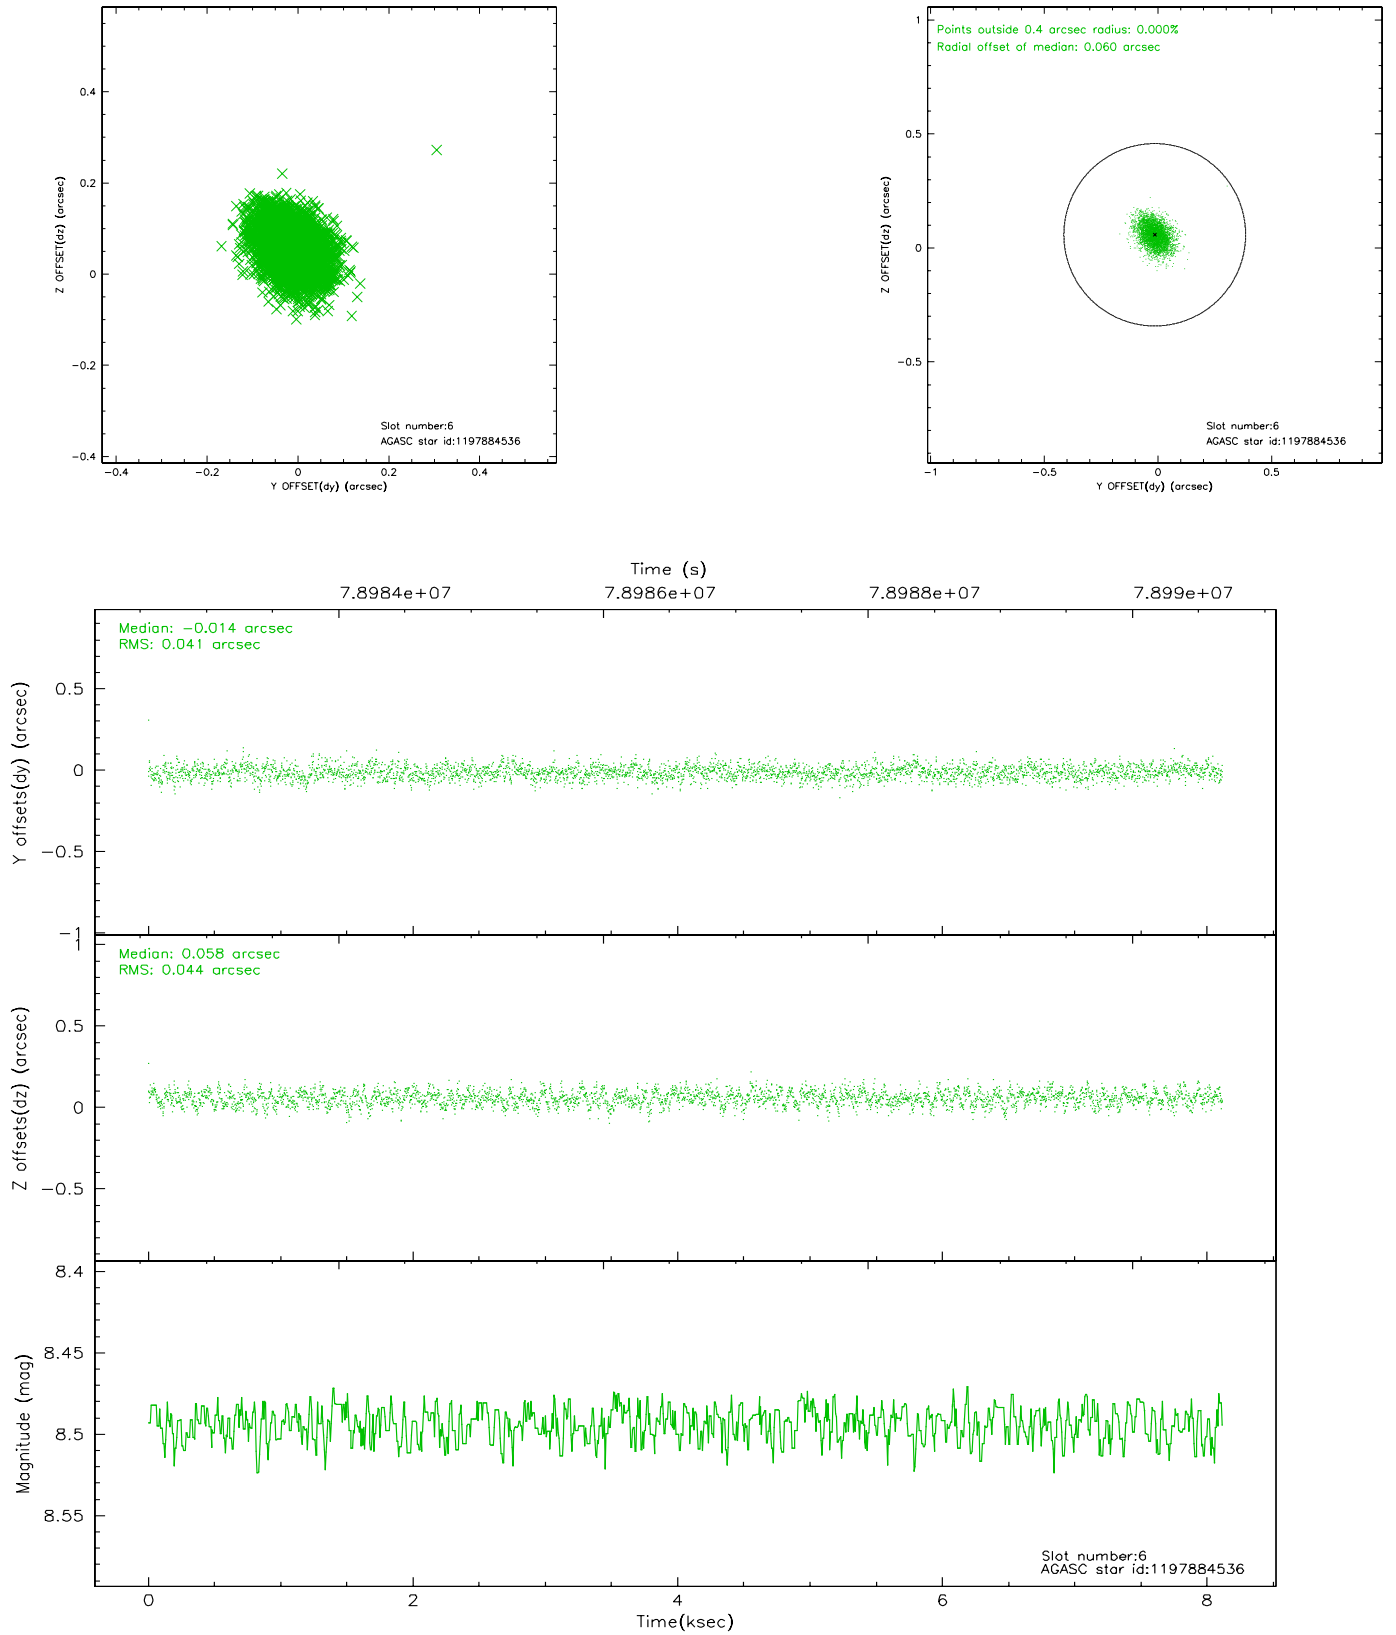 0.4
0.2
0
−0.2
−0.4
Z OFFSET(dz) (arcsec)
Slot number:6
AGASC star id:1197884536
−0.4
−0.2
0
0.2
0.4
Y OFFSET(dy) (arcsec)
Points outside 0.4 arcsec radius: 0.000%
Radial offset of median: 0.060 arcsec
1
0.5
0
−0.5
Z OFFSET(dz) (arcsec)
Slot number:6
AGASC star id:1197884536
−1
−0.5
0
0.5
Y OFFSET(dy) (arcsec)
Time (s)
7.8984e+07
7.8986e+07
7.8988e+07
7.899e+07
Median: −0.014 arcsec
RMS: 0.041 arcsec
0.5
0
−0.5
−1
Y offsets(dy) (arcsec)
Median: 0.058 arcsec
RMS: 0.044 arcsec
1
0.5
0
−0.5
Z offsets(dz) (arcsec)
8.4
8.45
8.5
8.55
Magnitude (mag)
Slot number:6
AGASC star id:1197884536
0
2
4
6
8
Time(ksec)